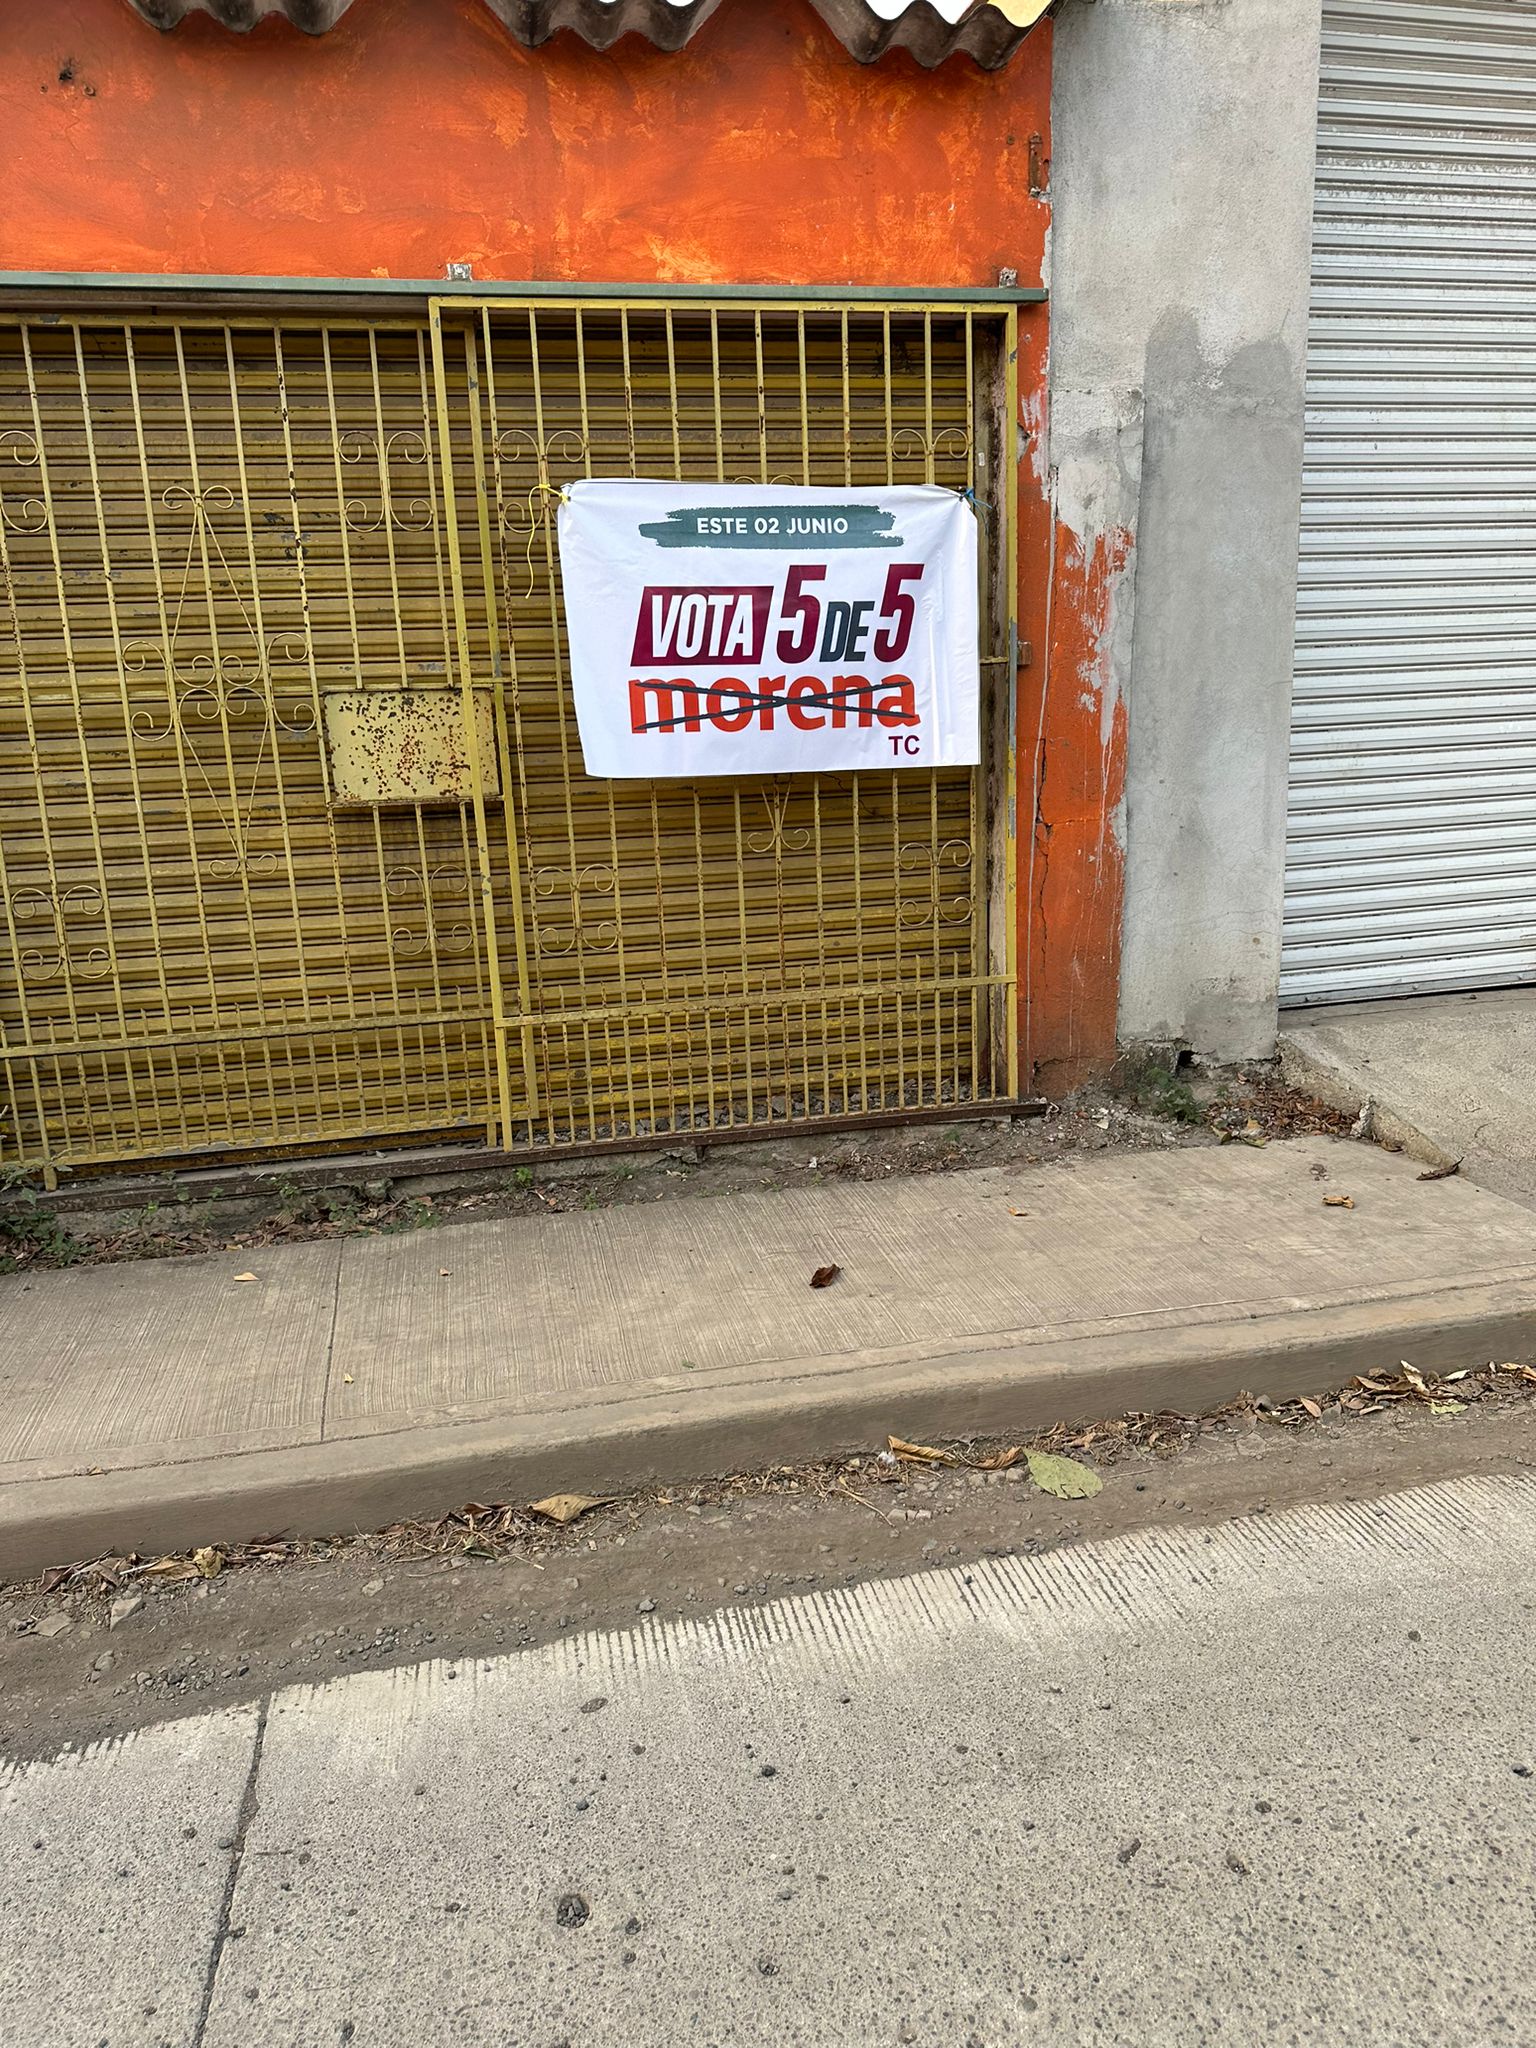 ESTE 02 JUNIO
VOTA 5 DE 5
morena
TC